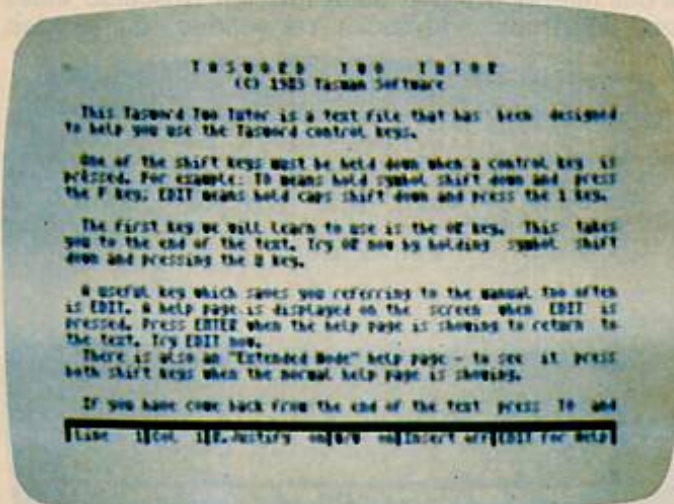 TASWORD TWO TUTOR
(C) 1983 Tasman Software
This Tasword Two Tutor is a text file that has been designed
to help you use the Tasword control keys.
One of the shift keys must be held down when a control key is
pressed. For example: TO means hold symbol shift down and press
the F key; EDIT means hold caps shift down and press the 1 key.
The first key we will learn to use is the OR key. This takes
you to the end of the text. Try OR now by holding symbol shift
down and pressing the U key.
A useful key which saves you referring to the manual too often
is EDIT. A help page is displayed on the screen when EDIT is
pressed. Press ENTER when the help page is showing to return to
the text. Try EDIT now.
There is also an "Extended Mode" help page - to see it press
both shift keys when the normal help page is showing.
If you have come back from the end of the text press TO and
Line 1 Col 1 R.Justify on W/W on Insert off EDIT for Help